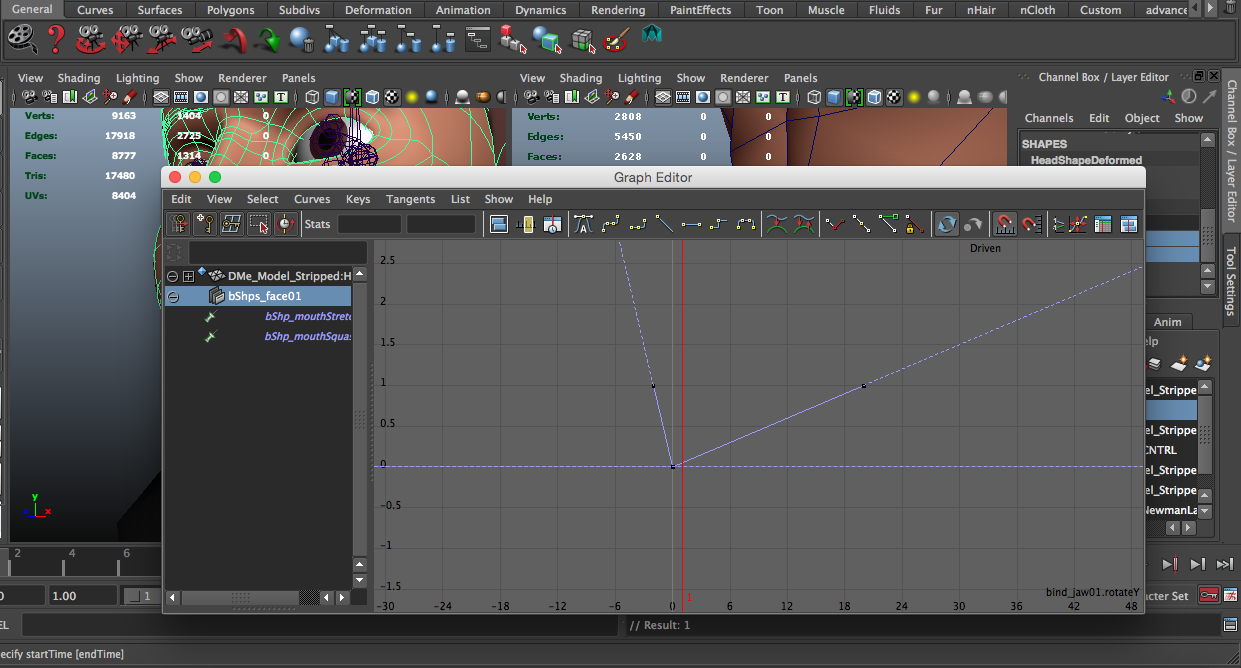 General Curves Surfaces Polygons Subdivs Deformation Animation Dynamics Rendering PaintEffects Toon Muscle Fluids Fur nHair nCloth Custom advance
View Shading Lighting Show Renderer Panels
View Shading Lighting Show Renderer Panels
Channel Box / Layer Editor
Verts: 9163 1404 0
Edges: 17918 2725 0
Faces: 8777 1314 0
Tris: 17480
UVs: 8404
Verts: 2808 0 0
Edges: 5450 0 0
Faces: 2628 0 0
Channels Edit Object Show
SHAPES
HeadShapeDeformed
Channel Box / Layer Editor
Tool Settings
Graph Editor
Edit View Select Curves Keys Tangents List Show Help
Stats
DMe_Model_Stripped:H
bShps_face01
bShp_mouthStret
bShp_mouthSqua
Driven
2.5
2
1.5
1
0.5
0
-0.5
-1
-1.5
-30 -24 -18 -12 -6 0 6 12 18 24 30 36 42 48
1
bind_jaw01.rotateY
Anim
lp
el_Strippe
el_Strippe
CNTRL
el_Strippe
el_Strippe
NewmanLa
2 4 6
0 1.00 1
cter Set
EL
// Result: 1
ecify startTime [endTime]